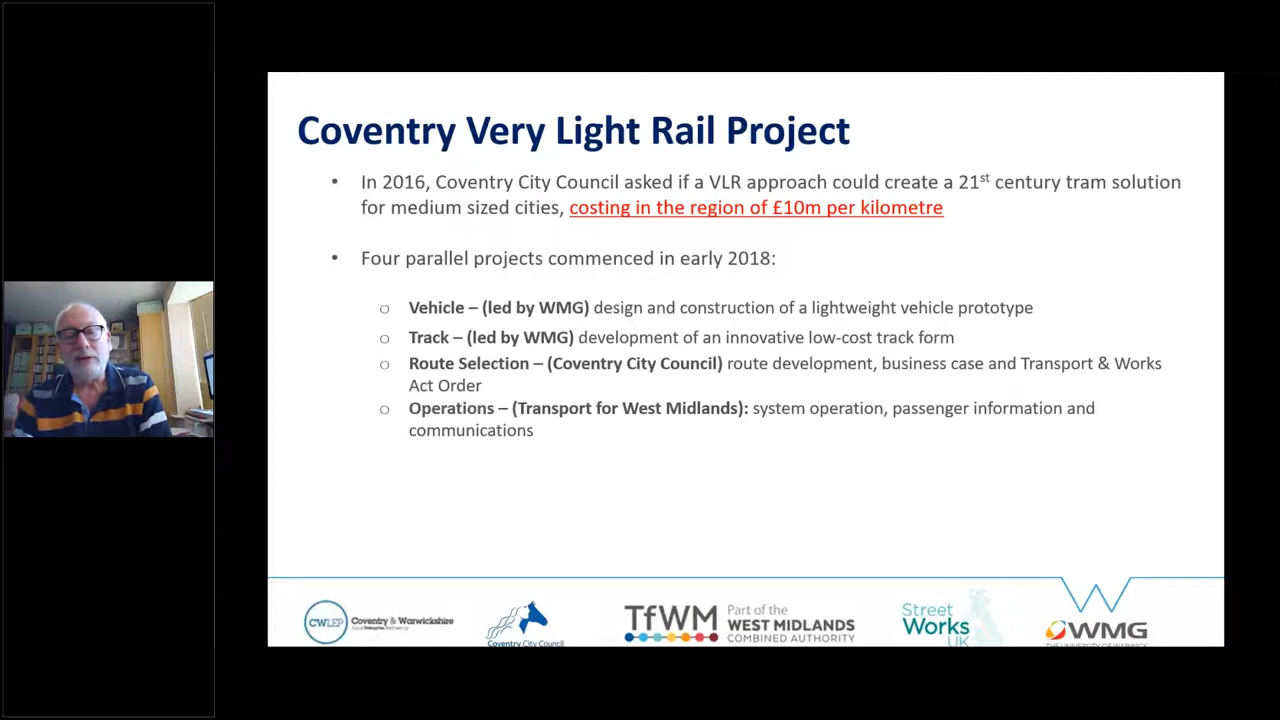 Coventry Very Light Rail Project
• In 2016, Coventry City Council asked if a VLR approach could create a 21st century tram solution
for medium sized cities, costing in the region of £10m per kilometre
• Four parallel projects commenced in early 2018:
○ Vehicle – (led by WMG) design and construction of a lightweight vehicle prototype
○ Track – (led by WMG) development of an innovative low-cost track form
○ Route Selection – (Coventry City Council) route development, business case and Transport & Works
Act Order
○ Operations – (Transport for West Midlands): system operation, passenger information and
communications
CWLEP
Coventry & Warwickshire
Coventry City Council
TfWM
Part of the
WEST MIDLANDS
COMBINED AUTHORITY
Street
Works
UK
WMG
THE UNIVERSITY OF WARWICK